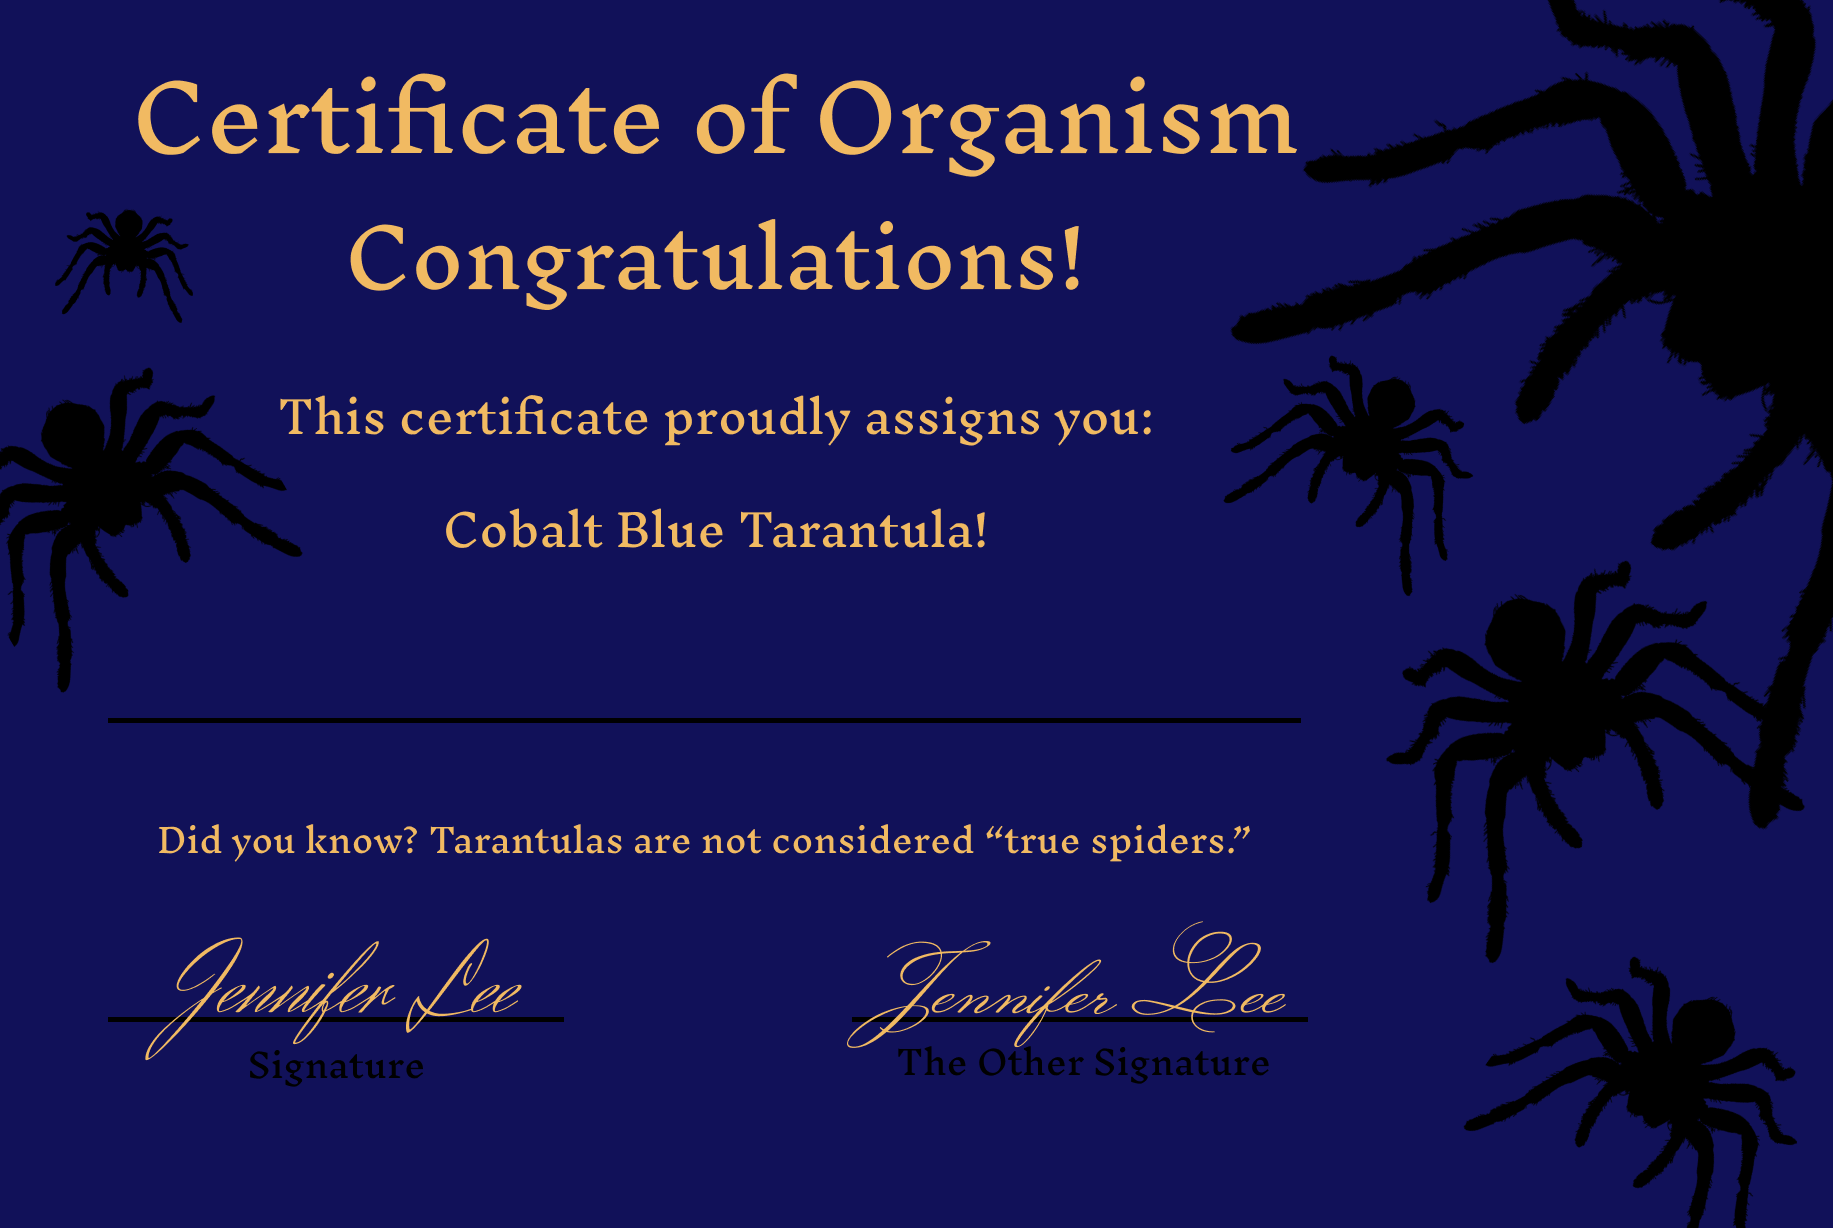 Certificate of Organism
Congratulations!
This certificate proudly assigns you:
Cobalt Blue Tarantula!
Did you know? Tarantulas are not considered “true spiders.”
Jennifer Lee
Jennifer Lee
Signature
The Other Signature